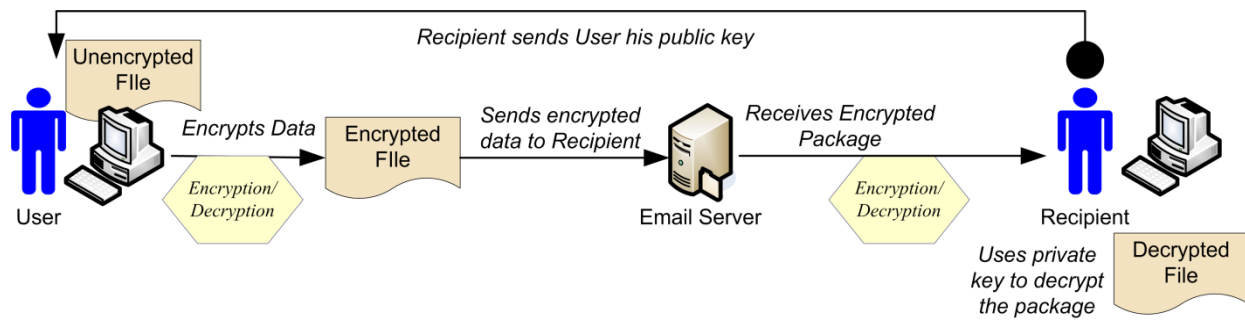 Recipient sends User his public key
Unencrypted
FIle
Encrypts Data
Encrypted
FIle
Sends encrypted
data to Recipient
Receives Encrypted
Package
Encryption/
Decryption
Encryption/
Decryption
User
Email Server
Recipient
Uses private
key to decrypt
the package
Decrypted
File